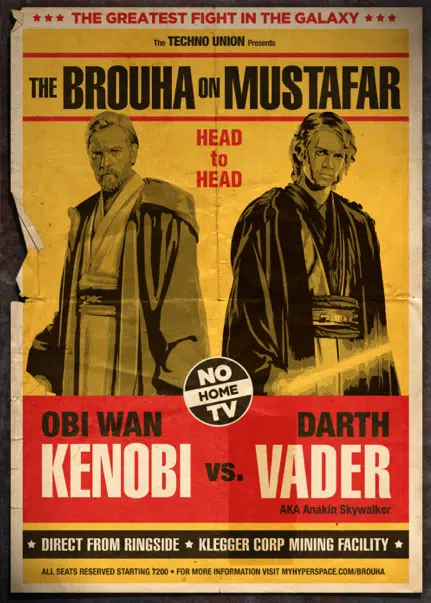 ★ ★ ★ THE GREATEST FIGHT IN THE GALAXY ★ ★ ★
The TECHNO UNION Presents
THE BROUHA ON MUSTAFAR
HEAD
to
HEAD
NO
HOME
TV
OBI WAN
KENOBI
vs.
DARTH
VADER
AKA Anakin Skywalker
★ DIRECT FROM RINGSIDE ★ KLEGGER CORP MINING FACILITY ★
ALL SEATS RESERVED STARTING 7200 • FOR MORE INFORMATION VISIT MYHYPERSPACE.COM/BROUHA